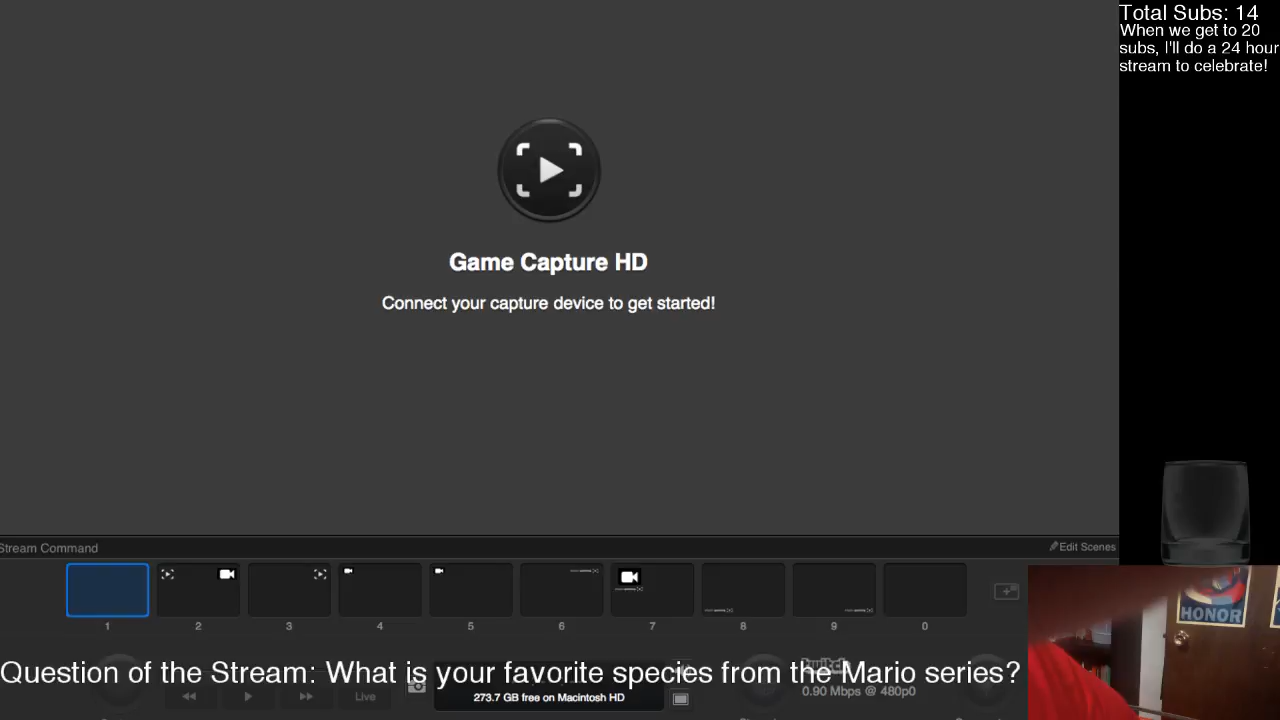 Total Subs: 14
When we get to 20
subs, I'll do a 24 hour
stream to celebrate!
Game Capture HD
Connect your capture device to get started!
Stream Command
Edit Scenes
1 2 3 4 5 6 7 8 9 0
HONOR
Question of the Stream: What is your favorite species from the Mario series?
twitch
Live
273.7 GB free on Macintosh HD
0.90 Mbps @ 480p0